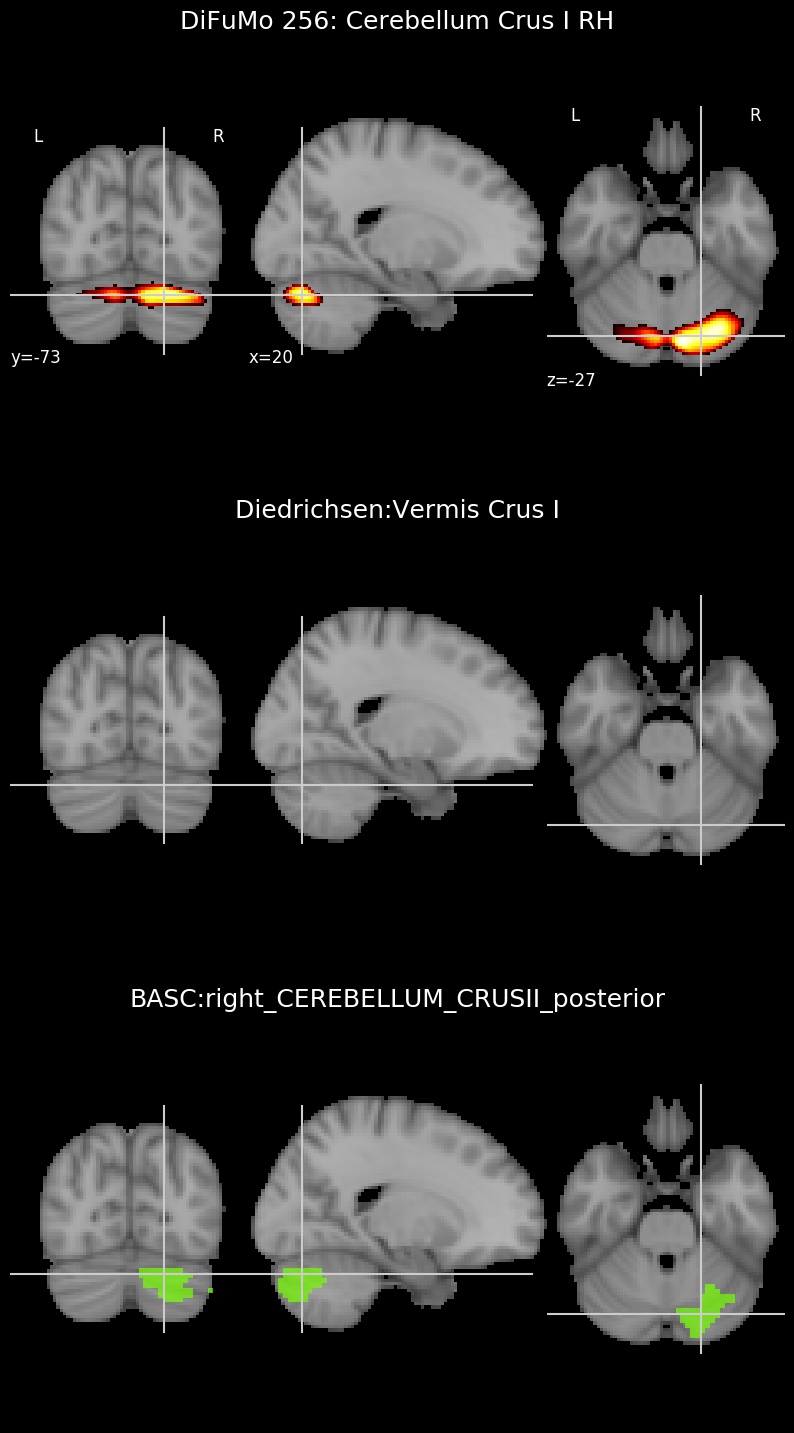 DiFuMo 256: Cerebellum Crus I RH
L R
L R
y=-73 x=20
z=-27
Diedrichsen:Vermis Crus I
BASC:right_CEREBELLUM_CRUSII_posterior